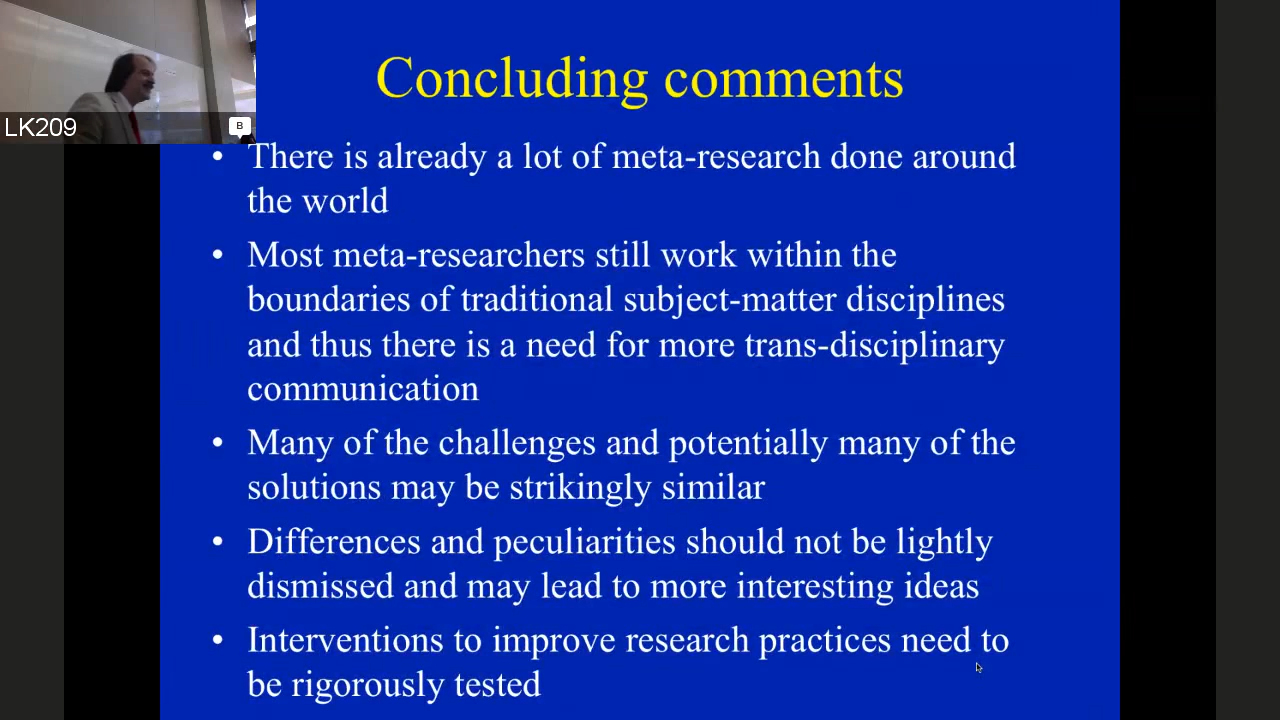 Concluding comments
LK209
B
• There is already a lot of meta-research done around
the world
• Most meta-researchers still work within the
boundaries of traditional subject-matter disciplines
and thus there is a need for more trans-disciplinary
communication
• Many of the challenges and potentially many of the
solutions may be strikingly similar
• Differences and peculiarities should not be lightly
dismissed and may lead to more interesting ideas
• Interventions to improve research practices need to
be rigorously tested